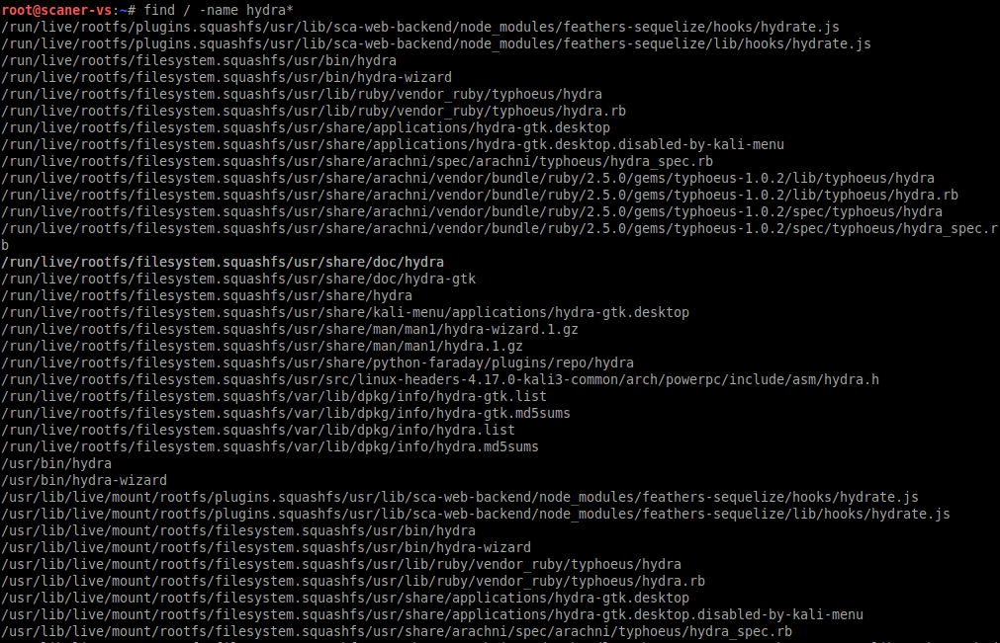 root@scaner-vs:~# find / -name hydra*
/run/live/rootfs/plugins.squashfs/usr/lib/sca-web-backend/node_modules/feathers-sequelize/hooks/hydrate.js
/run/live/rootfs/plugins.squashfs/usr/lib/sca-web-backend/node_modules/feathers-sequelize/lib/hooks/hydrate.js
/run/live/rootfs/filesystem.squashfs/usr/bin/hydra
/run/live/rootfs/filesystem.squashfs/usr/bin/hydra-wizard
/run/live/rootfs/filesystem.squashfs/usr/lib/ruby/vendor_ruby/typhoeus/hydra
/run/live/rootfs/filesystem.squashfs/usr/lib/ruby/vendor_ruby/typhoeus/hydra.rb
/run/live/rootfs/filesystem.squashfs/usr/share/applications/hydra-gtk.desktop
/run/live/rootfs/filesystem.squashfs/usr/share/applications/hydra-gtk.desktop.disabled-by-kali-menu
/run/live/rootfs/filesystem.squashfs/usr/share/arachni/spec/arachni/typhoeus/hydra_spec.rb
/run/live/rootfs/filesystem.squashfs/usr/share/arachni/vendor/bundle/ruby/2.5.0/gems/typhoeus-1.0.2/lib/typhoeus/hydra
/run/live/rootfs/filesystem.squashfs/usr/share/arachni/vendor/bundle/ruby/2.5.0/gems/typhoeus-1.0.2/lib/typhoeus/hydra.rb
/run/live/rootfs/filesystem.squashfs/usr/share/arachni/vendor/bundle/ruby/2.5.0/gems/typhoeus-1.0.2/spec/typhoeus/hydra
/run/live/rootfs/filesystem.squashfs/usr/share/arachni/vendor/bundle/ruby/2.5.0/gems/typhoeus-1.0.2/spec/typhoeus/hydra_spec.r
b
/run/live/rootfs/filesystem.squashfs/usr/share/doc/hydra
/run/live/rootfs/filesystem.squashfs/usr/share/doc/hydra-gtk
/run/live/rootfs/filesystem.squashfs/usr/share/hydra
/run/live/rootfs/filesystem.squashfs/usr/share/kali-menu/applications/hydra-gtk.desktop
/run/live/rootfs/filesystem.squashfs/usr/share/man/man1/hydra-wizard.1.gz
/run/live/rootfs/filesystem.squashfs/usr/share/man/man1/hydra.1.gz
/run/live/rootfs/filesystem.squashfs/usr/share/python-faraday/plugins/repo/hydra
/run/live/rootfs/filesystem.squashfs/usr/src/linux-headers-4.17.0-kali3-common/arch/powerpc/include/asm/hydra.h
/run/live/rootfs/filesystem.squashfs/var/lib/dpkg/info/hydra-gtk.list
/run/live/rootfs/filesystem.squashfs/var/lib/dpkg/info/hydra-gtk.md5sums
/run/live/rootfs/filesystem.squashfs/var/lib/dpkg/info/hydra.list
/run/live/rootfs/filesystem.squashfs/var/lib/dpkg/info/hydra.md5sums
/usr/bin/hydra
/usr/bin/hydra-wizard
/usr/lib/live/mount/rootfs/plugins.squashfs/usr/lib/sca-web-backend/node_modules/feathers-sequelize/hooks/hydrate.js
/usr/lib/live/mount/rootfs/plugins.squashfs/usr/lib/sca-web-backend/node_modules/feathers-sequelize/lib/hooks/hydrate.js
/usr/lib/live/mount/rootfs/filesystem.squashfs/usr/bin/hydra
/usr/lib/live/mount/rootfs/filesystem.squashfs/usr/bin/hydra-wizard
/usr/lib/live/mount/rootfs/filesystem.squashfs/usr/lib/ruby/vendor_ruby/typhoeus/hydra
/usr/lib/live/mount/rootfs/filesystem.squashfs/usr/lib/ruby/vendor_ruby/typhoeus/hydra.rb
/usr/lib/live/mount/rootfs/filesystem.squashfs/usr/share/applications/hydra-gtk.desktop
/usr/lib/live/mount/rootfs/filesystem.squashfs/usr/share/applications/hydra-gtk.desktop.disabled-by-kali-menu
/usr/lib/live/mount/rootfs/filesystem.squashfs/usr/share/arachni/spec/arachni/typhoeus/hydra_spec.rb